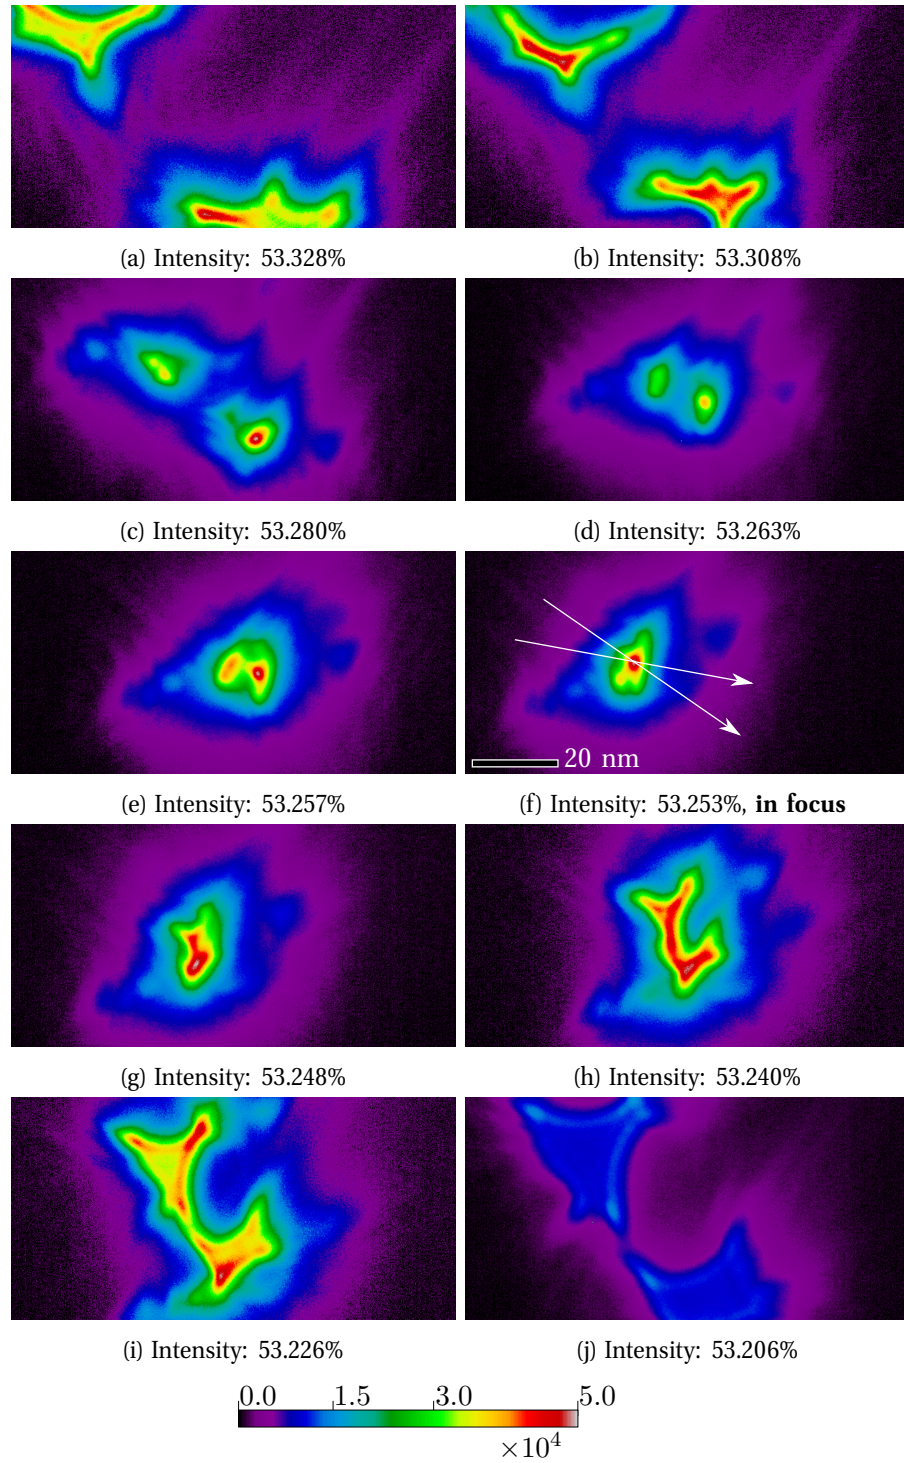 (a) Intensity: 53.328%
(b) Intensity: 53.308%
(c) Intensity: 53.280%
(d) Intensity: 53.263%
20 nm
(e) Intensity: 53.257%
(f) Intensity: 53.253%, in focus
(g) Intensity: 53.248%
(h) Intensity: 53.240%
(i) Intensity: 53.226%
(j) Intensity: 53.206%
0.0 1.5 3.0 5.0
×10⁴